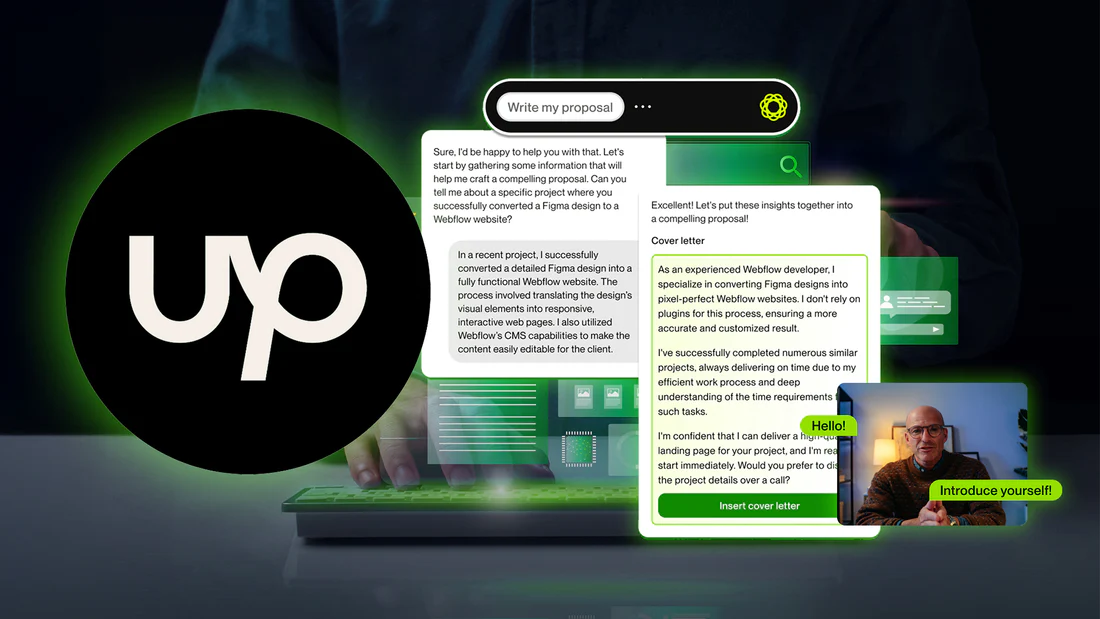 up
Write my proposal
Sure, I'd be happy to help you with that. Let's
start by gathering some information that will
help me craft a compelling proposal. Can you
tell me about a specific project where you
successfully converted a Figma design to a
Webflow website?
In a recent project, I successfully
converted a detailed Figma design into a
fully functional Webflow website. The
process involved translating the design's
visual elements into responsive,
interactive web pages. I also utilized
Webflow's CMS capabilities to make the
content easily editable for the client.
Excellent! Let's put these insights together into
a compelling proposal!
Cover letter
As an experienced Webflow developer, I
specialize in converting Figma designs into
pixel-perfect Webflow websites. I don't rely on
plugins for this process, ensuring a more
accurate and customized result.
I've successfully completed numerous similar
projects, always delivering on time due to my
efficient work process and deep
understanding of the time requirements
such tasks.
I'm confident that I can deliver a
landing page for your project, and I'm
start immediately. Would you prefer to
the project details over a call?
Insert cover letter
Hello!
Introduce yourself!